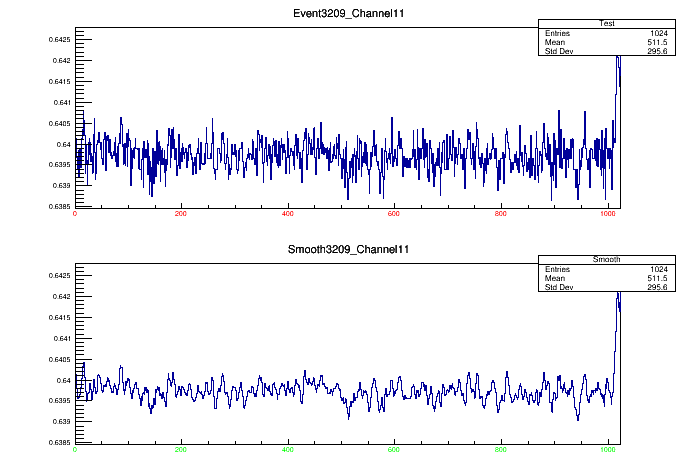 Event3209_Channel11
Test
Entries 1024
Mean 511.5
Std Dev 295.6
0.6425
0.642
0.6415
0.641
0.6405
0.64
0.6395
0.639
0.6385
0 200 400 600 800 1000
Smooth3209_Channel11
Smooth
Entries 1024
Mean 511.5
Std Dev 295.6
0.6425
0.642
0.6415
0.641
0.6405
0.64
0.6395
0.639
0.6385
0 200 400 600 800 1000